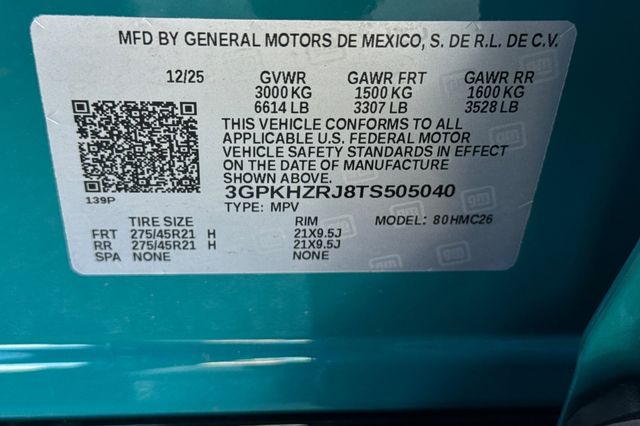 MFD BY GENERAL MOTORS DE MEXICO, S. DE R.L. DE C.V.
12/25 GVWR GAWR FRT GAWR RR
3000 KG 1500 KG 1600 KG
6614 LB 3307 LB 3528 LB
THIS VEHICLE CONFORMS TO ALL
APPLICABLE U.S. FEDERAL MOTOR
VEHICLE SAFETY STANDARDS IN EFFECT
ON THE DATE OF MANUFACTURE
SHOWN ABOVE.
3GPKHZRJ8TS505040
139P
TYPE: MPV
TIRE SIZE RIM MODEL: 80HMC26
FRT 275/45R21 H 21X9.5J
RR 275/45R21 H 21X9.5J
SPA NONE NONE